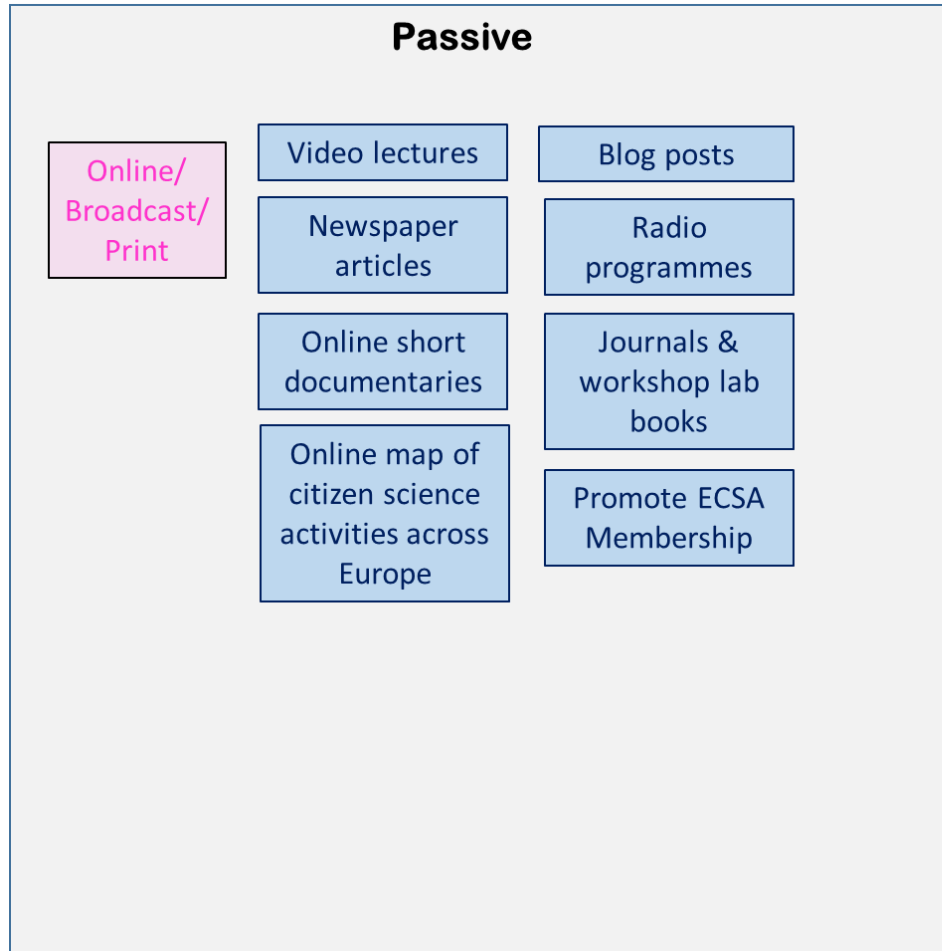 Passive
Online/
Broadcast/
Print
Video lectures
Blog posts
Newspaper
articles
Radio
programmes
Online short
documentaries
Journals &
workshop lab
books
Online map of
citizen science
activities across
Europe
Promote ECSA
Membership